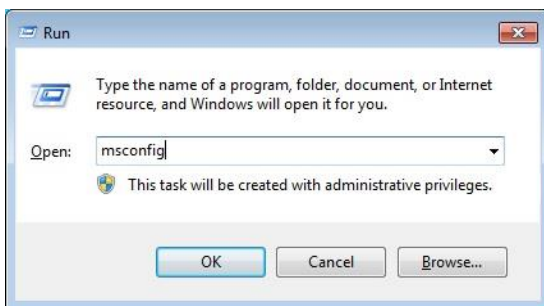 Run
Type the name of a program, folder, document, or Internet
resource, and Windows will open it for you.
Open: msconfig
This task will be created with administrative privileges.
OK Cancel Browse...